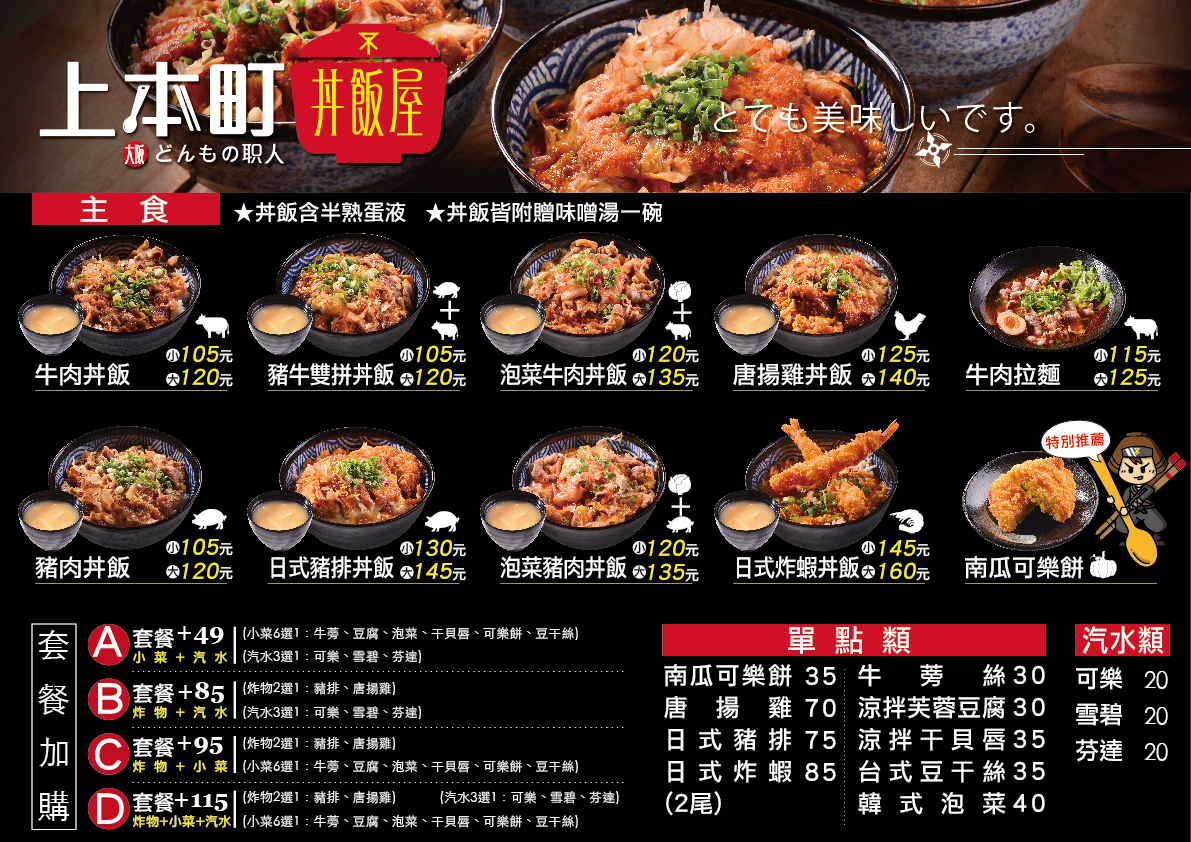 上本町
丼飯屋
大阪 どんもの职人
とても美味しいです。
主 食
★丼飯含半熟蛋液 ★丼飯皆附贈味噌湯一碗
牛肉丼飯 小105元 大120元
豬牛雙拼丼飯 小105元 大120元
泡菜牛肉丼飯 小120元 大135元
唐揚雞丼飯 小125元 大140元
牛肉拉麵 小115元 大125元
豬肉丼飯 小105元 大120元
日式豬排丼飯 小130元 大145元
泡菜豬肉丼飯 小120元 大135元
日式炸蝦丼飯 小145元 大160元
特別推薦
南瓜可樂餅
套餐加購
A 套餐+49 (小菜6選1:牛蒡、豆腐、泡菜、干貝唇、可樂餅、豆干絲)
小菜+汽水 (汽水3選1:可樂、雪碧、芬達)
B 套餐+85 (炸物2選1:豬排、唐揚雞)
炸物+汽水 (汽水3選1:可樂、雪碧、芬達)
C 套餐+95 (炸物2選1:豬排、唐揚雞)
炸物+小菜 (小菜6選1:牛蒡、豆腐、泡菜、干貝唇、可樂餅、豆干絲)
D 套餐+115 (炸物2選1:豬排、唐揚雞) (汽水3選1:可樂、雪碧、芬達)
炸物+小菜+汽水 (小菜6選1:牛蒡、豆腐、泡菜、干貝唇、可樂餅、豆干絲)
單點類
南瓜可樂餅 35
唐揚雞 70
日式豬排 75
日式炸蝦 85
(2尾)
牛蒡絲 30
涼拌芙蓉豆腐 30
涼拌干貝唇 35
台式豆干絲 35
韓式泡菜 40
汽水類
可樂 20
雪碧 20
芬達 20